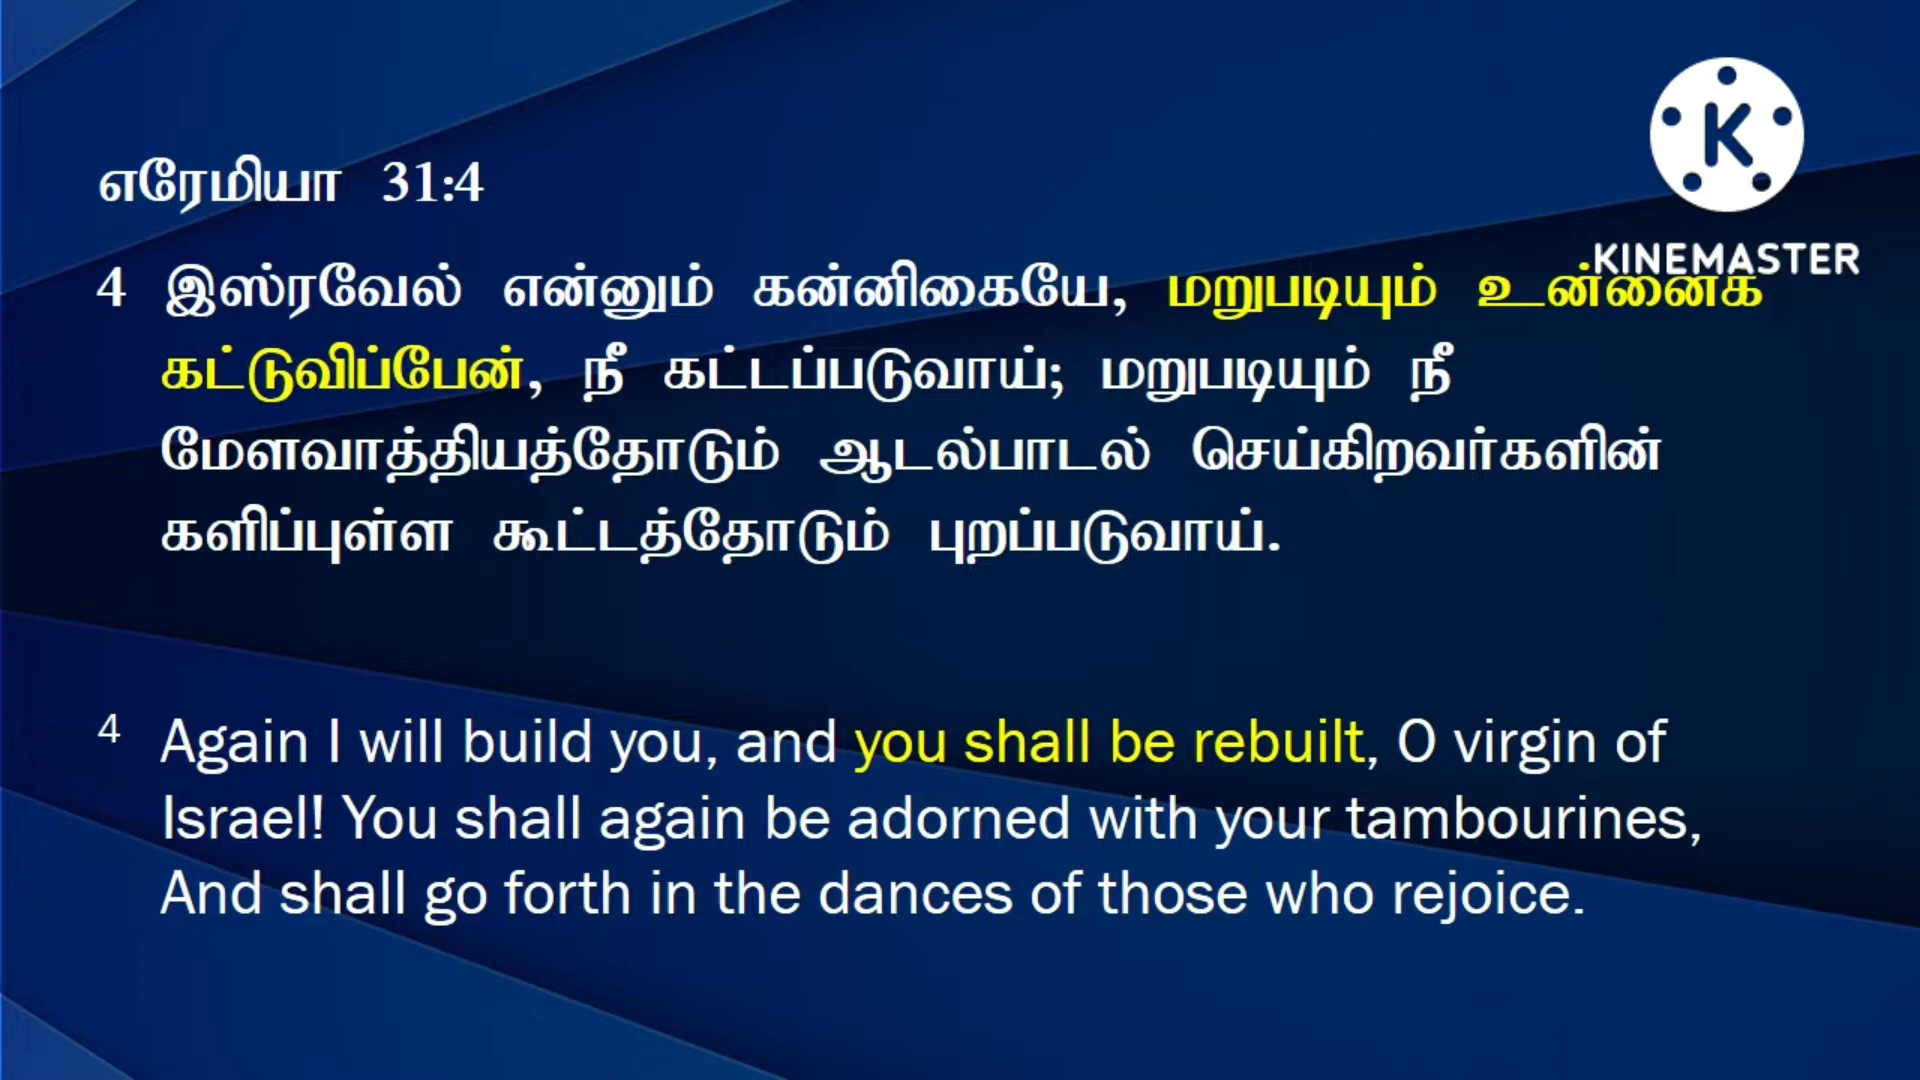 எரேமியா 31:4
KINEMASTER
4 இஸ்ரவேல் என்னும் கன்னிகையே, மறுபடியும் உன்னைக்
கட்டுவிப்பேன், நீ கட்டப்படுவாய்; மறுபடியும் நீ
மேளவாத்தியத்தோடும் ஆடல்பாடல் செய்கிறவர்களின்
களிப்புள்ள கூட்டத்தோடும் புறப்படுவாய்.
4 Again I will build you, and you shall be rebuilt, O virgin of
Israel! You shall again be adorned with your tambourines,
And shall go forth in the dances of those who rejoice.